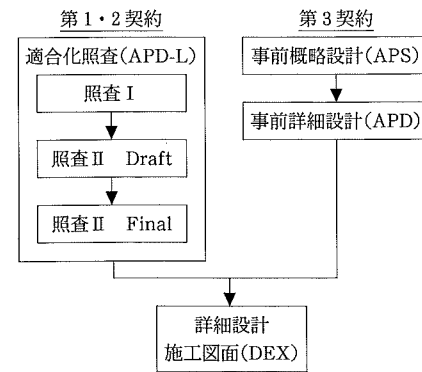 第1・2契約
適合化照査(APD-L)
照査Ⅰ
照査Ⅱ Draft
照査Ⅱ Final
第3契約
事前概略設計(APS)
事前詳細設計(APD)
詳細設計
施工図面(DEX)